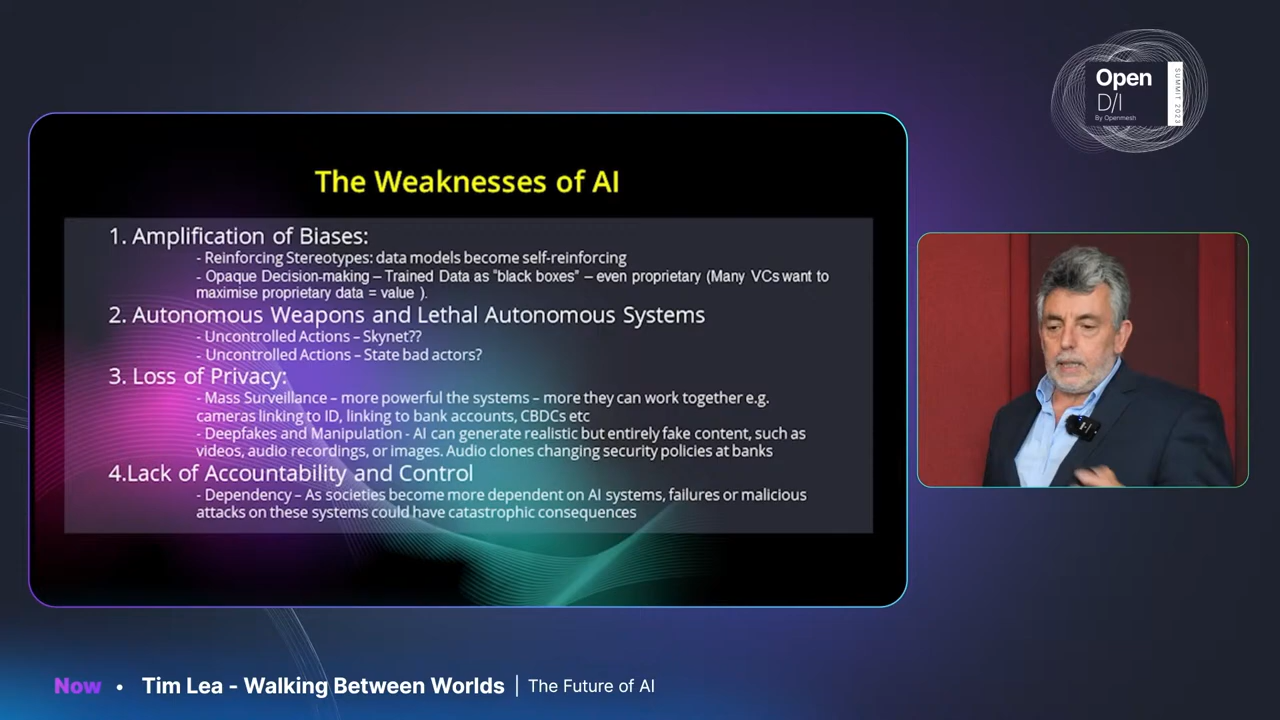 Open
D/I
By Openmesh
SUMMIT 2023
The Weaknesses of AI
1. Amplification of Biases:
- Reinforcing Stereotypes: data models become self-reinforcing
- Opaque Decision-making – Trained Data as "black boxes" – even proprietary (Many VCs want to
maximise proprietary data = value ).
2. Autonomous Weapons and Lethal Autonomous Systems
- Uncontrolled Actions – Skynet??
- Uncontrolled Actions – State bad actors?
3. Loss of Privacy:
- Mass Surveillance – more powerful the systems – more they can work together e.g.
cameras linking to ID, linking to bank accounts, CBDCs etc
- Deepfakes and Manipulation - AI can generate realistic but entirely fake content, such as
videos, audio recordings, or images. Audio clones changing security policies at banks
4.Lack of Accountability and Control
- Dependency – As societies become more dependent on AI systems, failures or malicious
attacks on these systems could have catastrophic consequences
Now • Tim Lea - Walking Between Worlds | The Future of AI